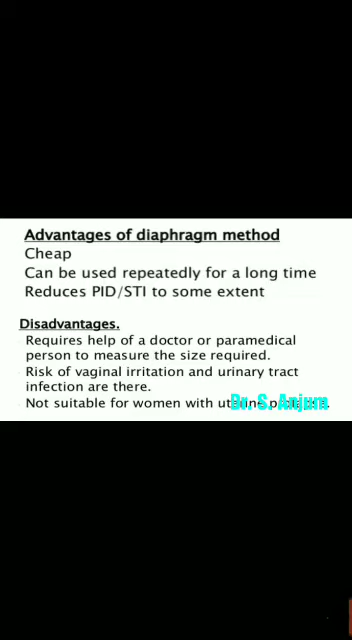 Advantages of diaphragm method
Cheap
Can be used repeatedly for a long time
Reduces PID/STI to some extent
Disadvantages.
Requires help of a doctor or paramedical
person to measure the size required.
Risk of vaginal irritation and urinary tract
infection are there.
Not suitable for women with uterine
Dr. S. Anjum